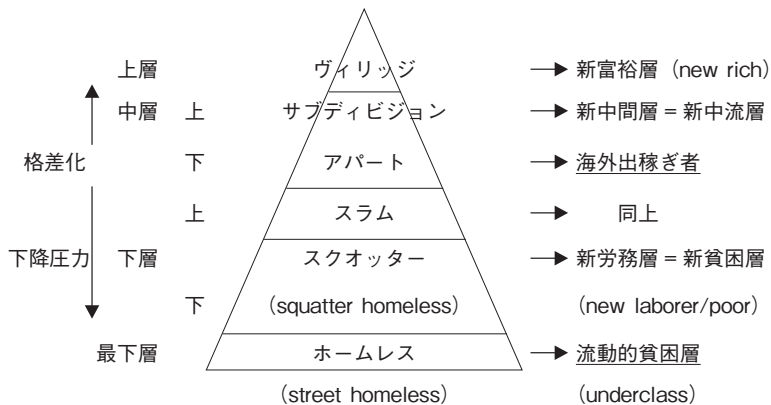 上層 ヴィリッジ 新富裕層 (new rich)
中層 上 サブディビジョン 新中間層＝新中流層
格差化 下 アパート 海外出稼ぎ者
上 スラム 同上
下降圧力 下層 スクオッター 新労務層＝新貧困層
下 (squatter homeless) (new laborer/poor)
最下層 ホームレス 流動的貧困層
(street homeless) (underclass)